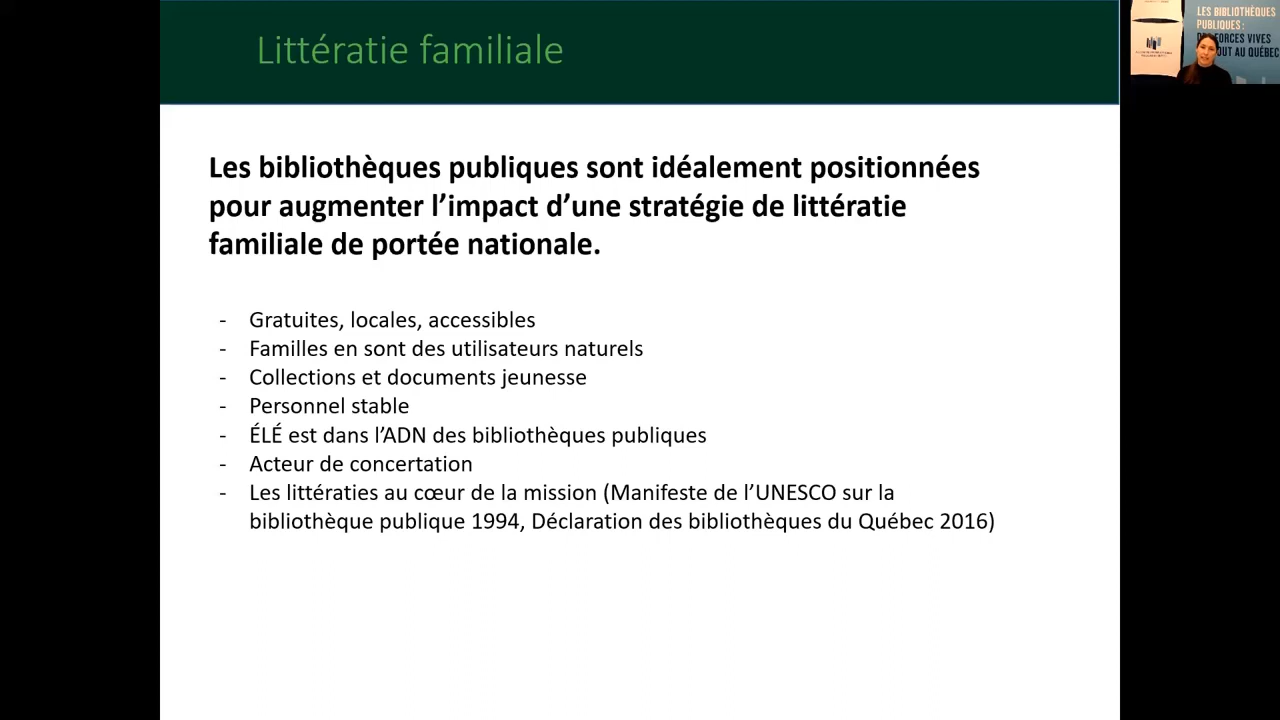 Littératie familiale
LES BIBLIOTHÈQUES
PUBLIQUES :
FORCES VIVES
AU QUÉBEC
Les bibliothèques publiques sont idéalement positionnées
pour augmenter l’impact d’une stratégie de littératie
familiale de portée nationale.
- Gratuites, locales, accessibles
- Familles en sont des utilisateurs naturels
- Collections et documents jeunesse
- Personnel stable
- ÉLÉ est dans l’ADN des bibliothèques publiques
- Acteur de concertation
- Les littératies au cœur de la mission (Manifeste de l’UNESCO sur la
bibliothèque publique 1994, Déclaration des bibliothèques du Québec 2016)